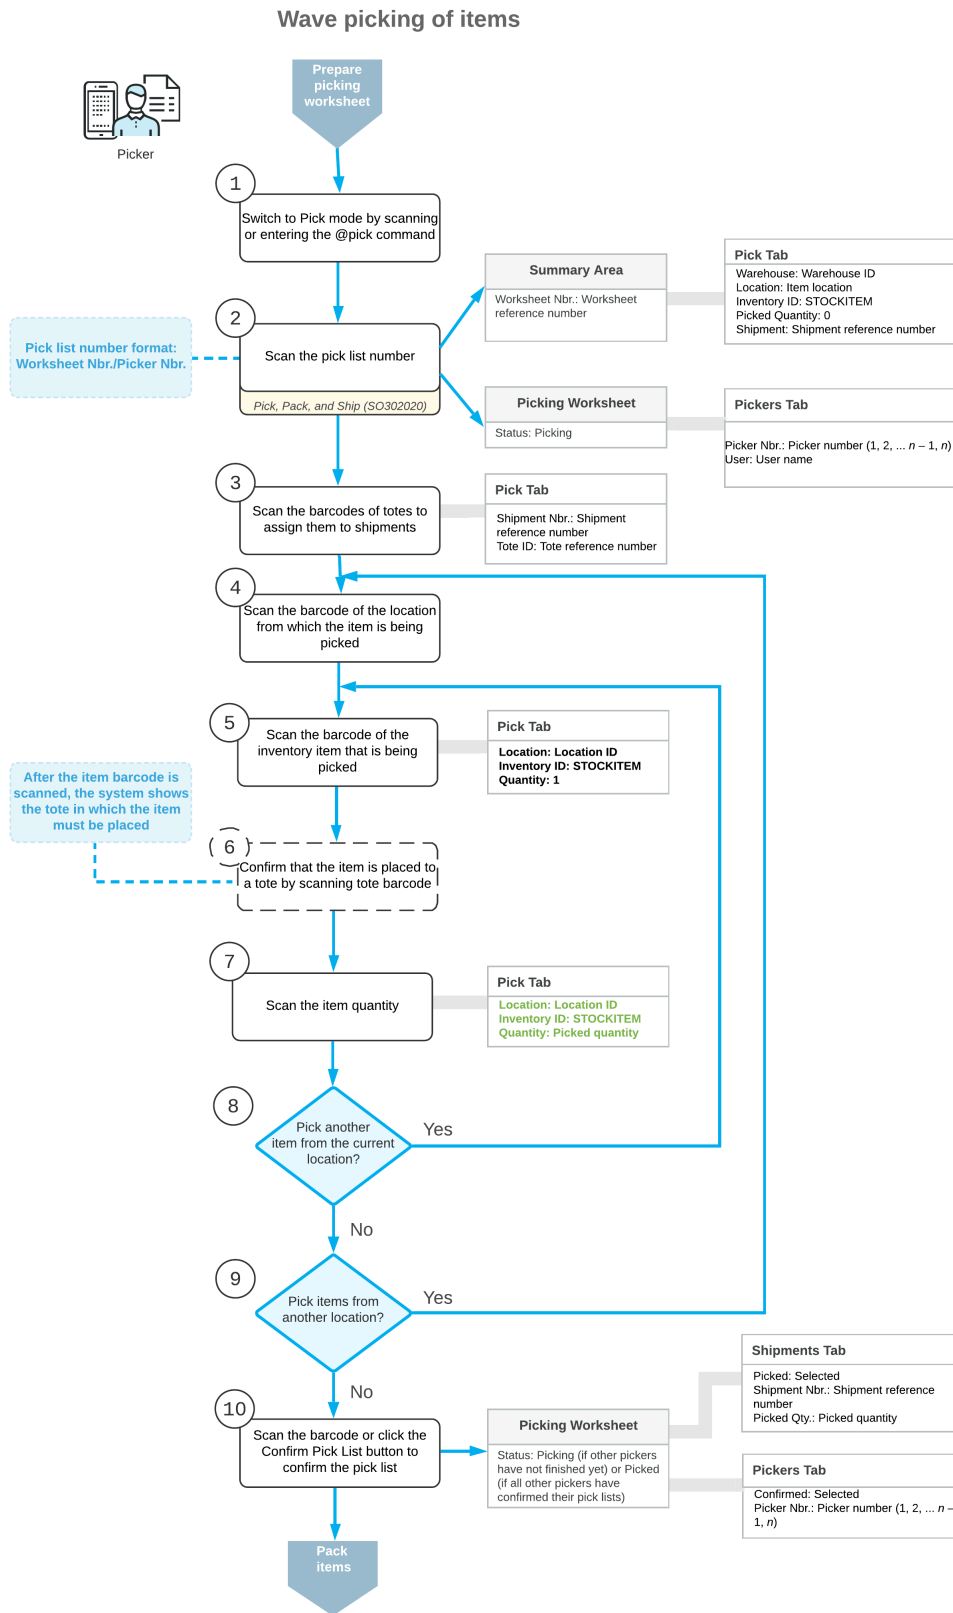 Wave picking of items
Prepare
picking
worksheet
Picker
1
Switch to Pick mode by scanning
or entering the @pick command
2
Scan the pick list number
Pick, Pack, and Ship (SO302020)
Pick list number format:
Worksheet Nbr./Picker Nbr.
Summary Area
Worksheet Nbr.: Worksheet
reference number
Pick Tab
Warehouse: Warehouse ID
Location: Item location
Inventory ID: STOCKITEM
Picked Quantity: 0
Shipment: Shipment reference number
Picking Worksheet
Status: Picking
Pickers Tab
Picker Nbr.: Picker number (1, 2, ... n – 1, n)
User: User name
3
Scan the barcodes of totes to
assign them to shipments
Pick Tab
Shipment Nbr.: Shipment
reference number
Tote ID: Tote reference number
4
Scan the barcode of the location
from which the item is being
picked
5
Scan the barcode of the
inventory item that is being
picked
Pick Tab
Location: Location ID
Inventory ID: STOCKITEM
Quantity: 1
After the item barcode is
scanned, the system shows
the tote in which the item
must be placed
6
Confirm that the item is placed to
a tote by scanning tote barcode
7
Scan the item quantity
Pick Tab
Location: Location ID
Inventory ID: STOCKITEM
Quantity: Picked quantity
8
Pick another
item from the current
location?
Yes
No
9
Pick items from
another location?
Yes
No
10
Scan the barcode or click the
Confirm Pick List button to
confirm the pick list
Picking Worksheet
Status: Picking (if other pickers
have not finished yet) or Picked
(if all other pickers have
confirmed their pick lists)
Shipments Tab
Picked: Selected
Shipment Nbr.: Shipment reference
number
Picked Qty.: Picked quantity
Pickers Tab
Confirmed: Selected
Picker Nbr.: Picker number (1, 2, ... n –
1, n)
Pack
items